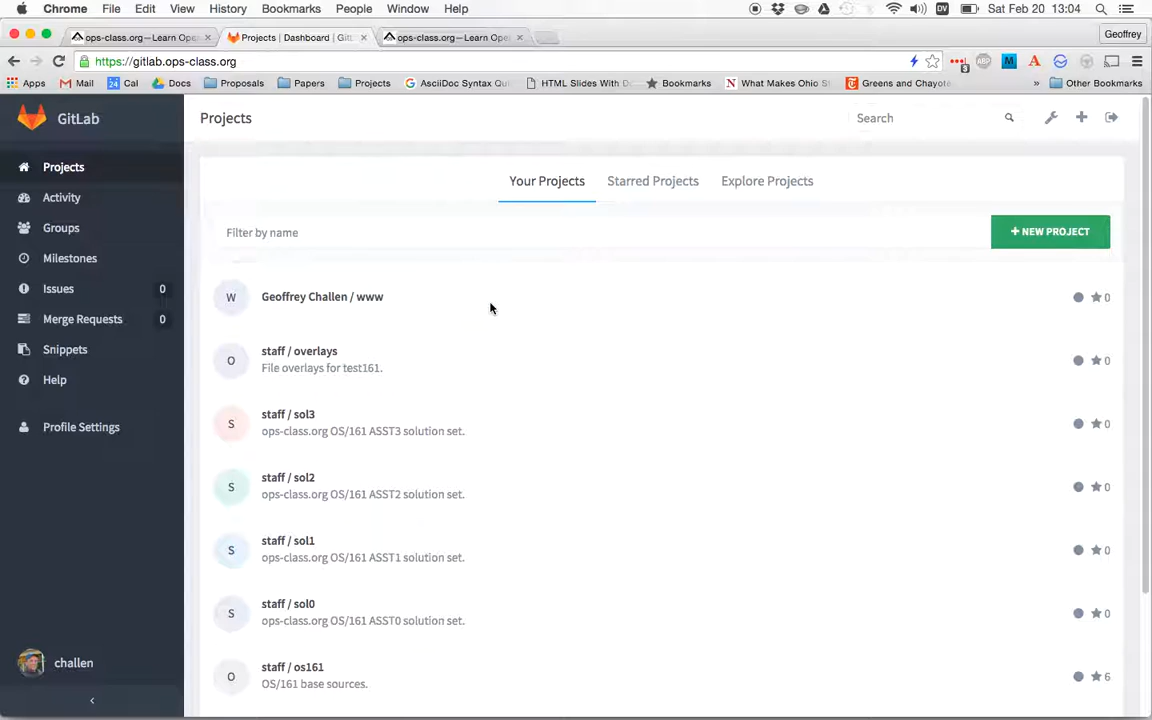 Chrome File Edit View History Bookmarks People Window Help DV Sat Feb 20 13:04
ops-class.org—Learn Ope Projects | Dashboard | Git ops-class.org—Learn Ope Geoffrey
https://gitlab.ops-class.org
Apps Mail 24 Cal Docs Proposals Papers Projects AsciiDoc Syntax Qu HTML Slides With D Bookmarks N What Makes Ohio S Greens and Chayote » Other Bookmarks
GitLab
Projects
Search
Projects
Activity
Groups
Milestones
Issues 0
Merge Requests 0
Snippets
Help
Profile Settings
challen
Your Projects Starred Projects Explore Projects
Filter by name
+ NEW PROJECT
W Geoffrey Challen / www 0
O staff / overlays 0
File overlays for test161.
S staff / sol3 0
ops-class.org OS/161 ASST3 solution set.
S staff / sol2 0
ops-class.org OS/161 ASST2 solution set.
S staff / sol1 0
ops-class.org OS/161 ASST1 solution set.
S staff / sol0 0
ops-class.org OS/161 ASST0 solution set.
O staff / os161 6
OS/161 base sources.